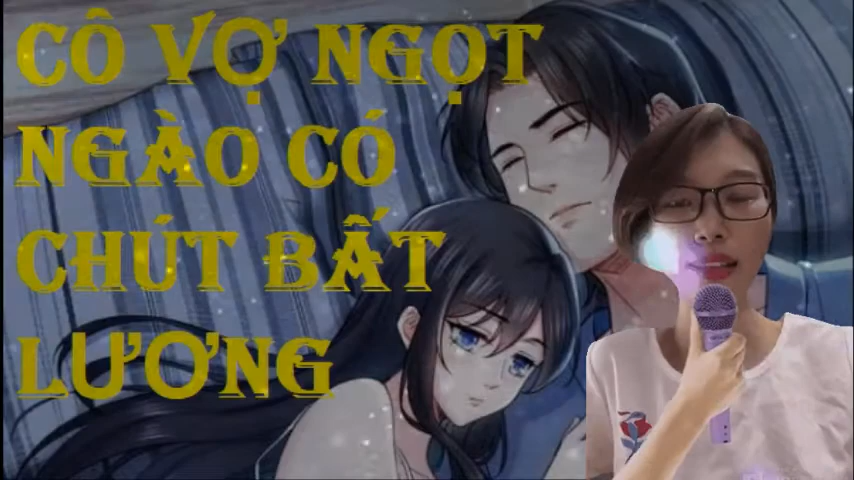 CÔ VỢ NGỌT
NGÀO CÓ
CHÚT BẤT
LƯƠNG